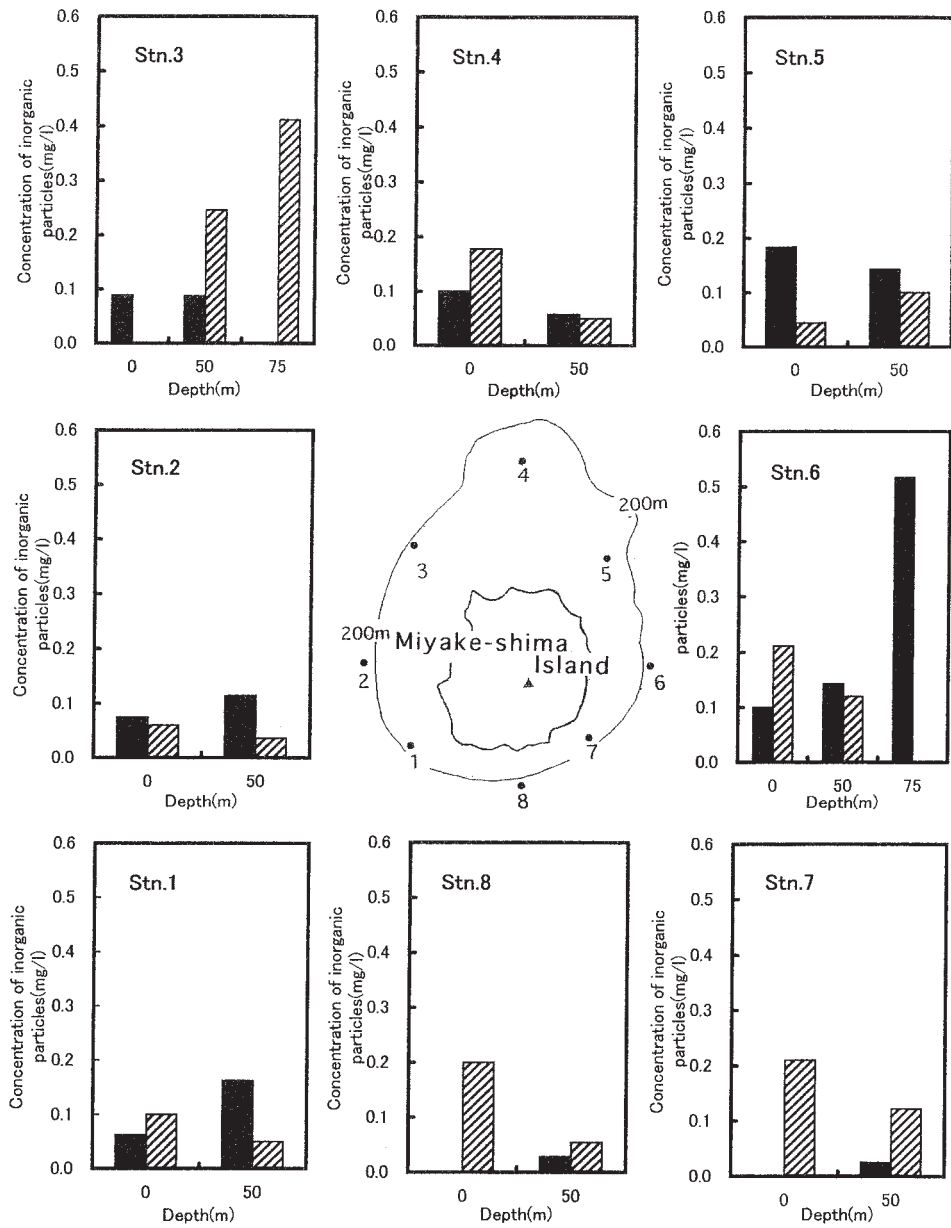 0.6
0.5
0.4
0.3
0.2
0.1
0.0
Concentration of inorganic
particles(mg/l)
Stn.3
0 50 75
Depth(m)
0.6
0.5
0.4
0.3
0.2
0.1
0.0
Concentration of inorganic
particles(mg/l)
Stn.4
0 50
Depth(m)
0.6
0.5
0.4
0.3
0.2
0.1
0.0
Concentration of inorganic
particles(mg/l)
Stn.5
0 50
Depth(m)
0.6
0.5
0.4
0.3
0.2
0.1
0.0
Concentration of inorganic
particles(mg/l)
Stn.2
0 50
Depth(m)
4
200m
3
5
200m
Miyake-shima
Island
2
6
1
7
8
0.6
0.5
0.4
0.3
0.2
0.1
0.0
particles(mg/l)
Stn.6
0 50 75
Depth(m)
0.6
0.5
0.4
0.3
0.2
0.1
0.0
Concentration of inorganic
particles(mg/l)
Stn.1
0 50
Depth(m)
0.6
0.5
0.4
0.3
0.2
0.1
0.0
Concentration of inorganic
particles(mg/l)
Stn.8
0 50
Depth(m)
0.6
0.5
0.4
0.3
0.2
0.1
0.0
Concentration of inorganic
particles(mg/l)
Stn.7
0 50
Depth(m)